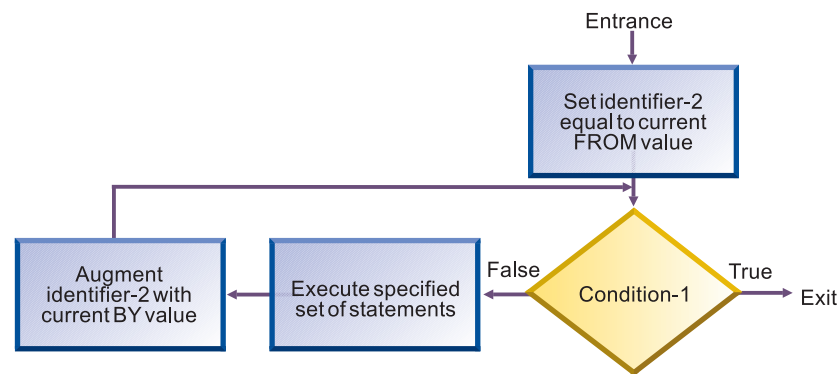 Entrance
Set identifier-2
equal to current
FROM value
False
True
Condition-1
Exit
Execute specified
set of statements
Augment
identifier-2 with
current BY value